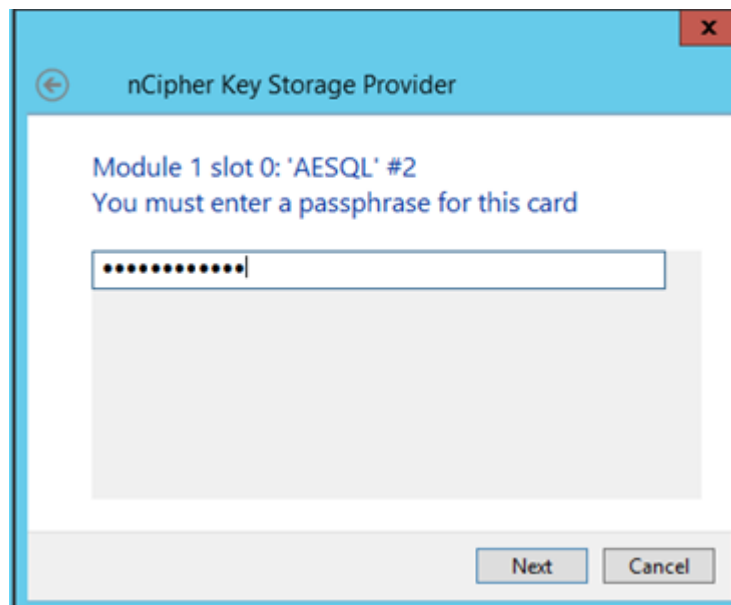 x
nCipher Key Storage Provider
Module 1 slot 0: 'AESQL' #2
You must enter a passphrase for this card
••••••••••••
Next Cancel